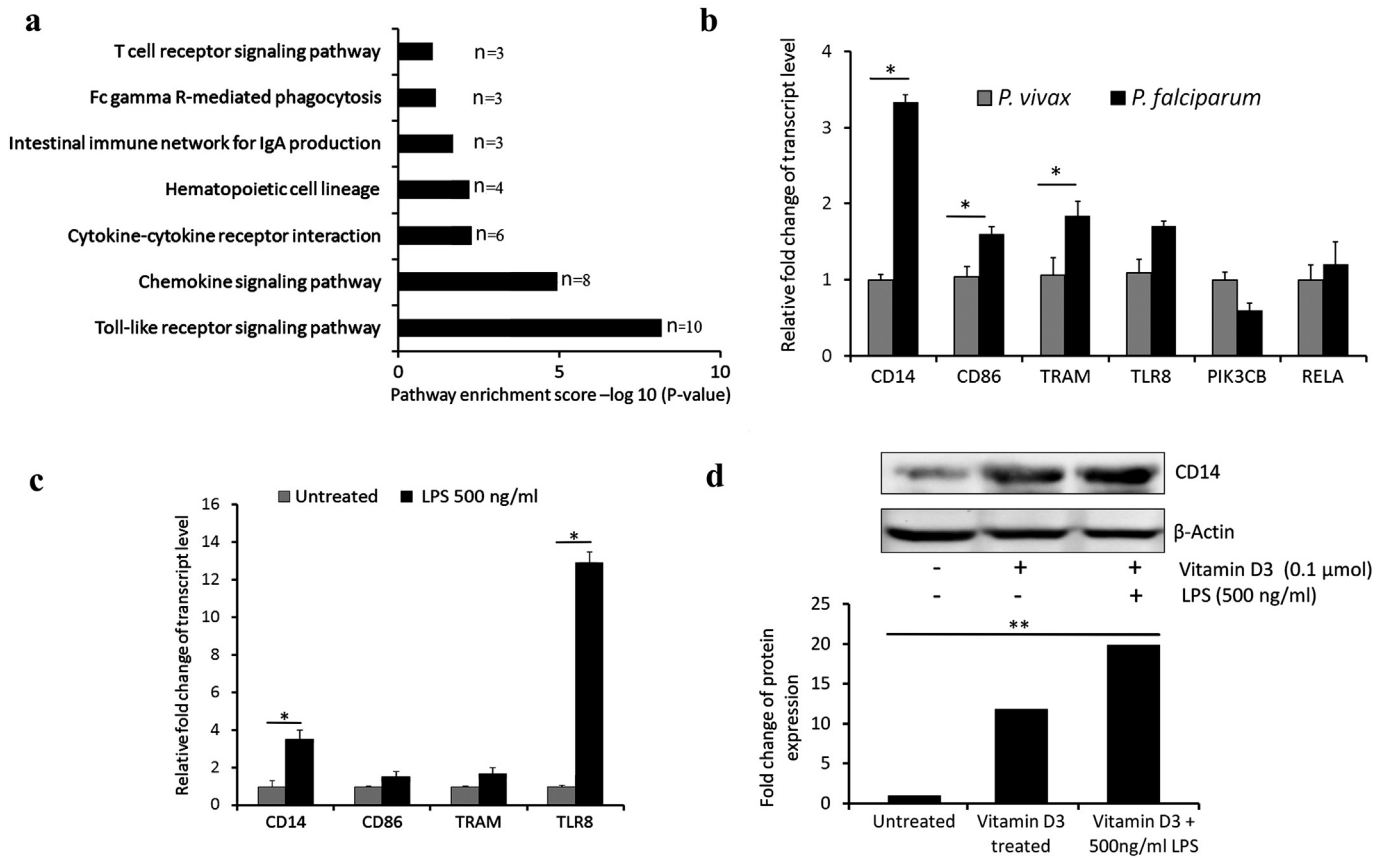 a
T cell receptor signaling pathway
n=3
Fc gamma R-mediated phagocytosis
n=3
Intestinal immune network for IgA production
n=3
Hematopoietic cell lineage
n=4
Cytokine-cytokine receptor interaction
n=6
Chemokine signaling pathway
n=8
Toll-like receptor signaling pathway
n=10
0 5 10
Pathway enrichment score –log 10 (P-value)
b
Relative fold change of transcript level
4
3
2
1
0
P. vivax P. falciparum
*
*
*
CD14 CD86 TRAM TLR8 PIK3CB RELA
c
Untreated LPS 500 ng/ml
Relative fold change of transcript level
16
14
12
10
8
6
4
2
0
*
*
CD14 CD86 TRAM TLR8
d
CD14
β-Actin
- + + Vitamin D3 (0.1 µmol)
- - + LPS (500 ng/ml)
Fold change of protein
expression
25
20
15
10
5
0
**
Untreated Vitamin D3 Vitamin D3 +
treated 500ng/ml LPS